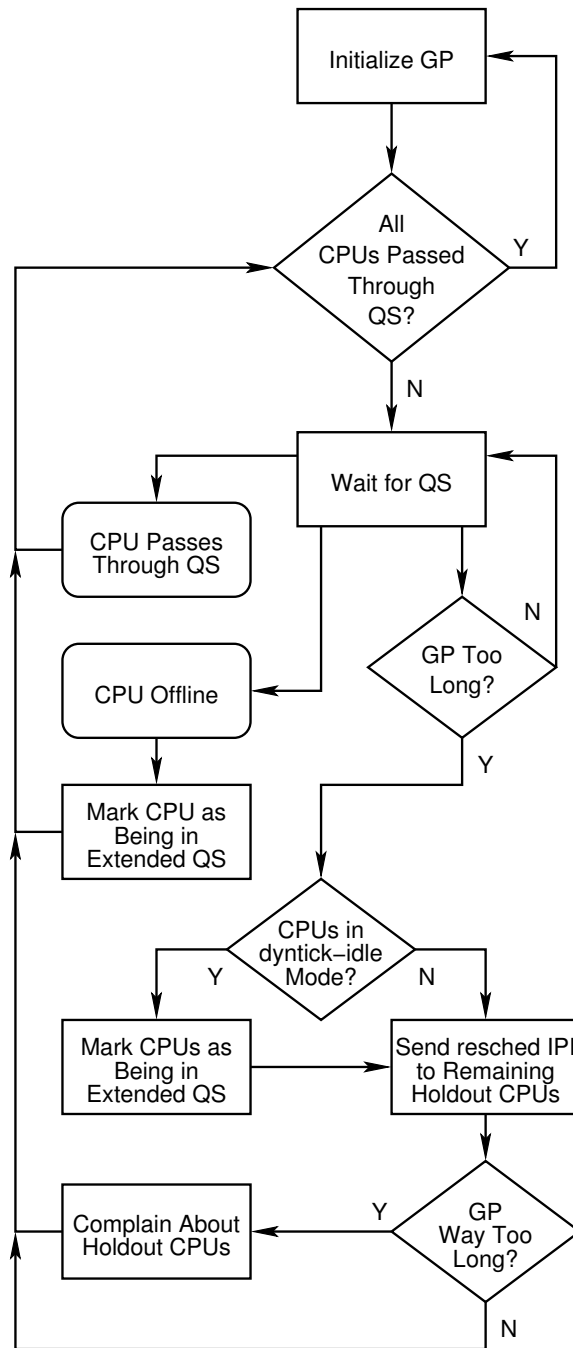 Initialize GP
All
CPUs Passed
Through
QS?
Y
N
Wait for QS
CPU Passes
Through QS
N
GP Too
Long?
CPU Offline
Y
Mark CPU as
Being in
Extended QS
CPUs in
dyntick−idle
Mode?
Y
N
Mark CPUs as
Being in
Extended QS
Send resched IPI
to Remaining
Holdout CPUs
GP
Way Too
Long?
Y
Complain About
Holdout CPUs
N